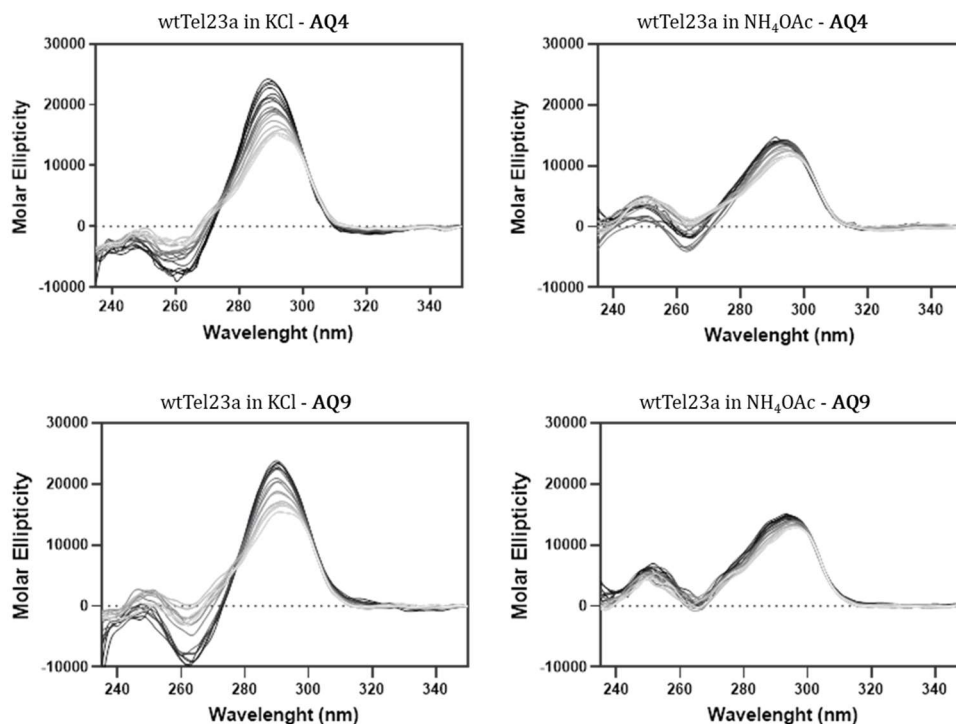 wtTel23a in KCl - AQ4
30000
20000
10000
0
-10000
Molar Ellipticity
240 260 280 300 320 340
Wavelenght (nm)
wtTel23a in NH₄OAc - AQ4
30000
20000
10000
0
-10000
Molar Ellipticity
240 260 280 300 320 340
Wavelenght (nm)
wtTel23a in KCl - AQ9
30000
20000
10000
0
-10000
Molar Ellipticity
240 260 280 300 320 340
Wavelenght (nm)
wtTel23a in NH₄OAc - AQ9
30000
20000
10000
0
-10000
Molar Ellipticity
240 260 280 300 320 340
Wavelenght (nm)